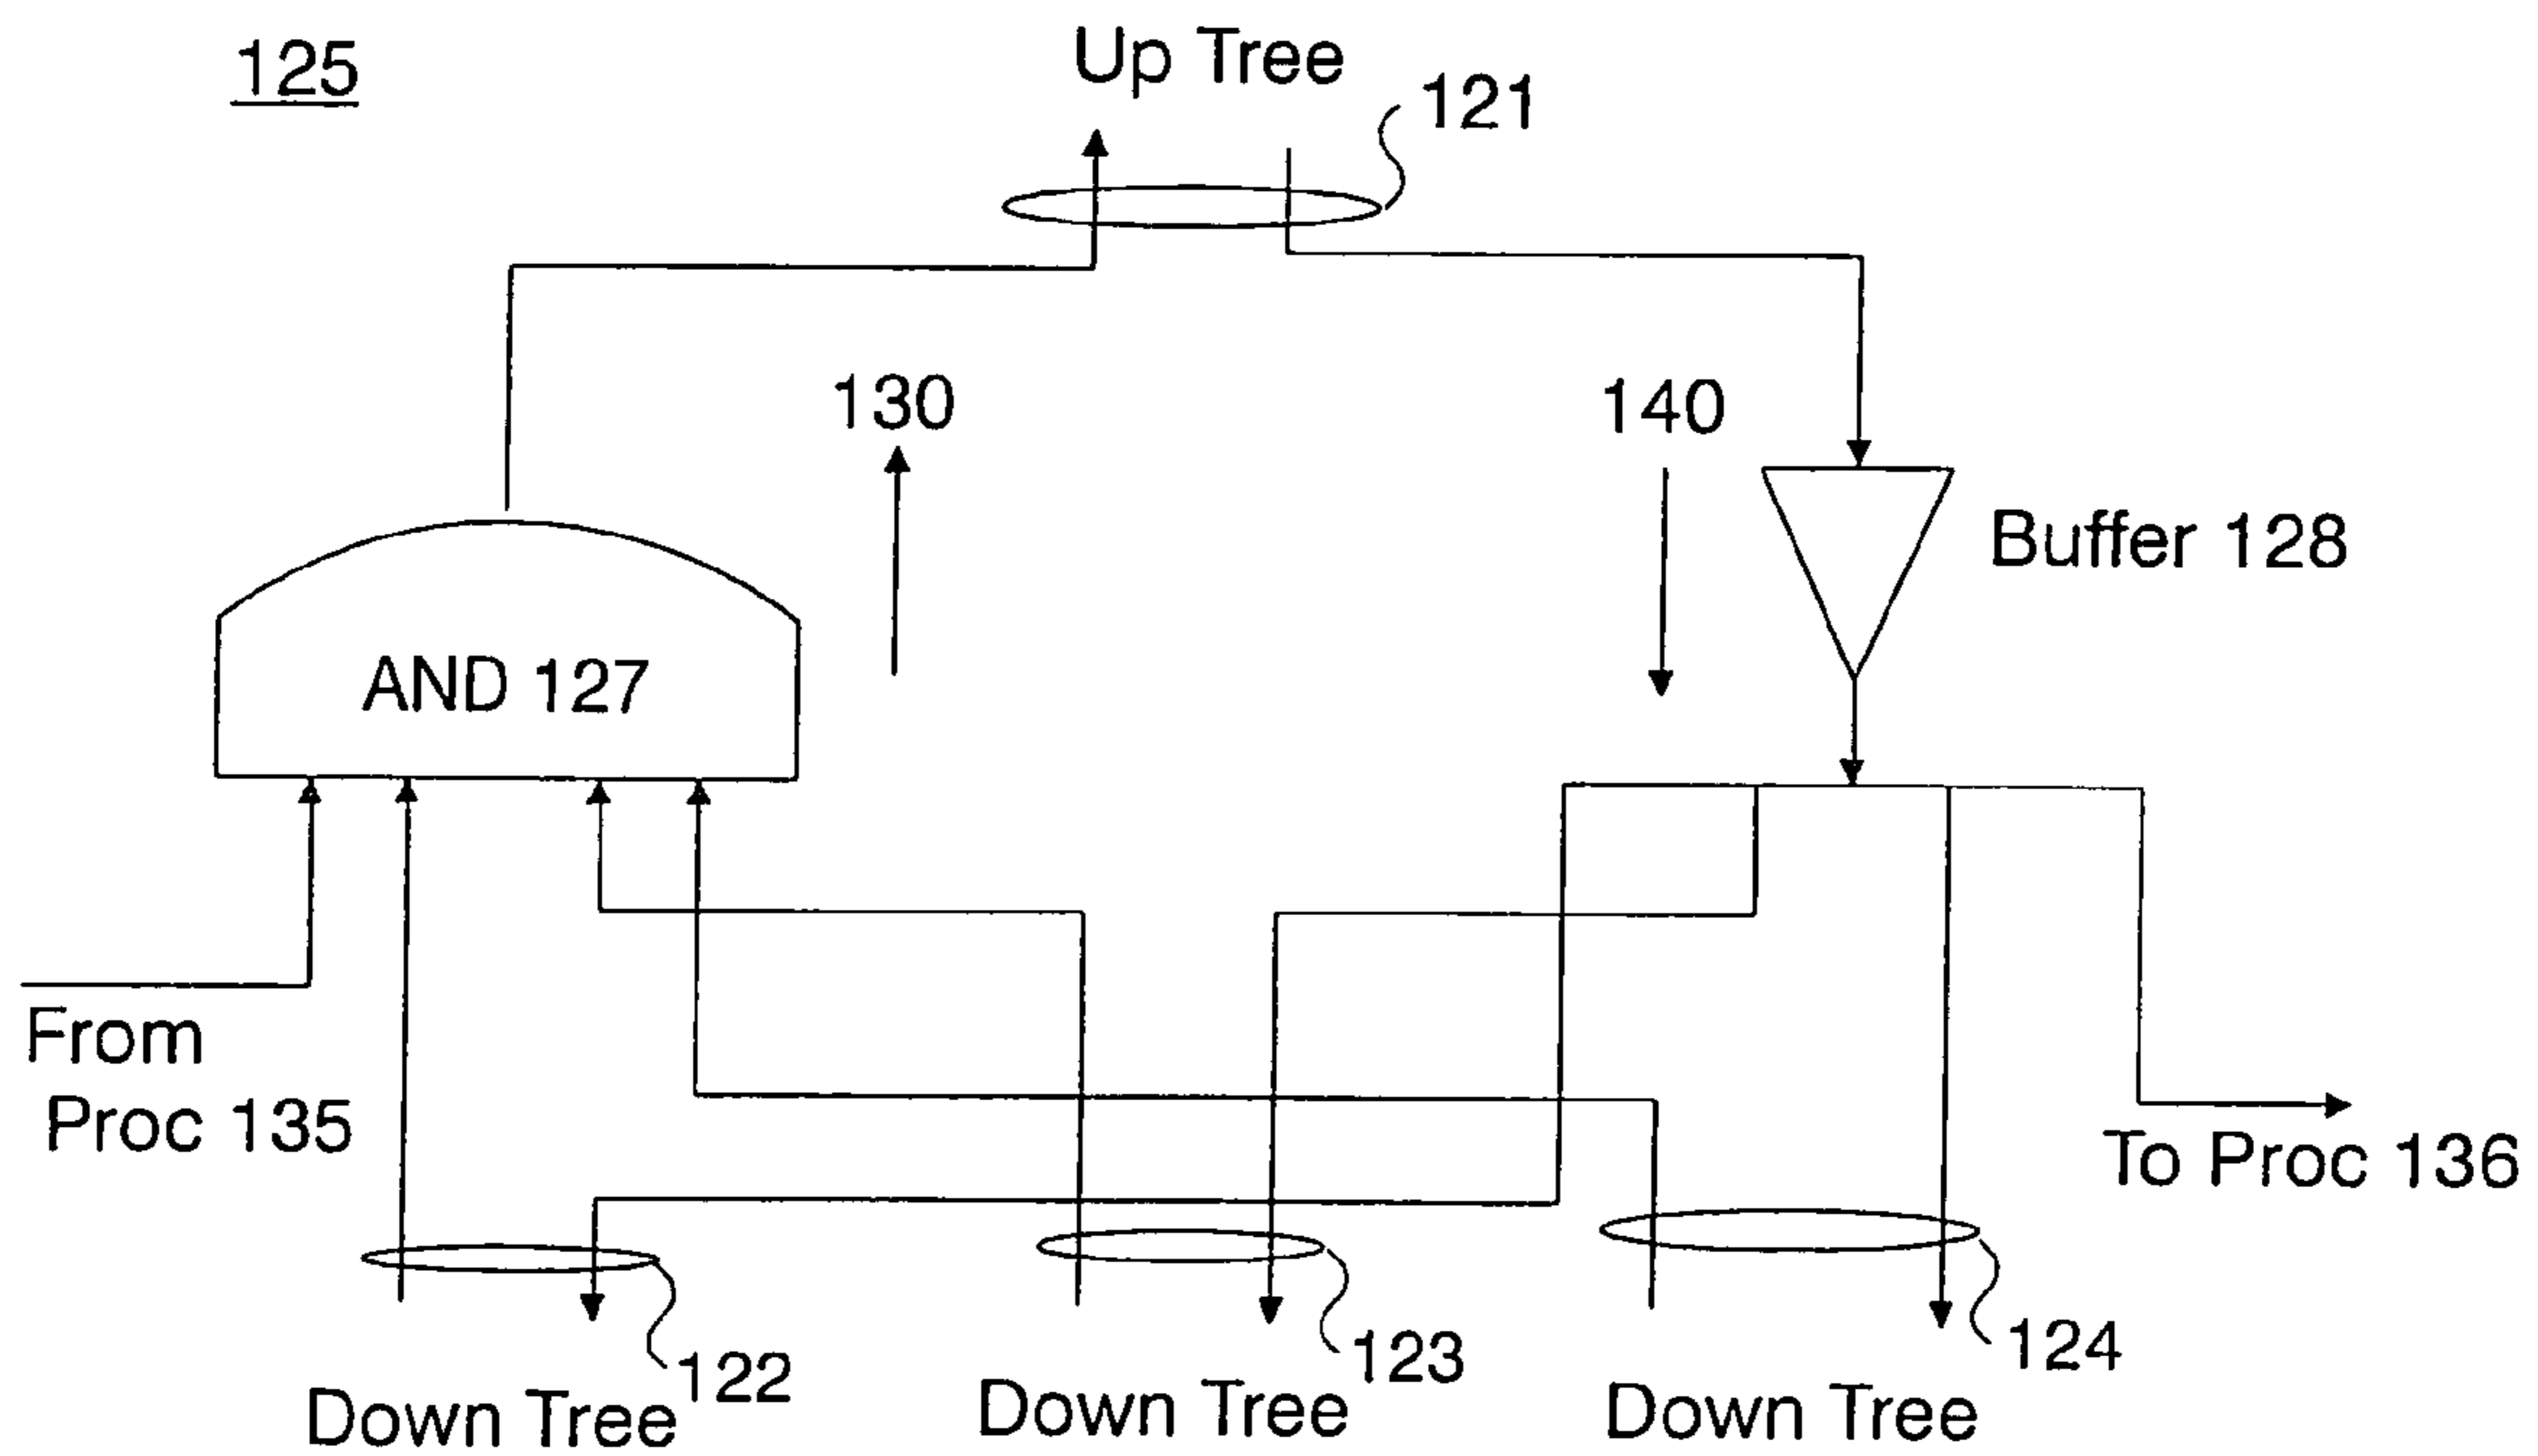 125
Up Tree
121
130
140
Buffer 128
AND 127
From
Proc 135
To Proc 136
122
123
124
Down Tree
Down Tree
Down Tree